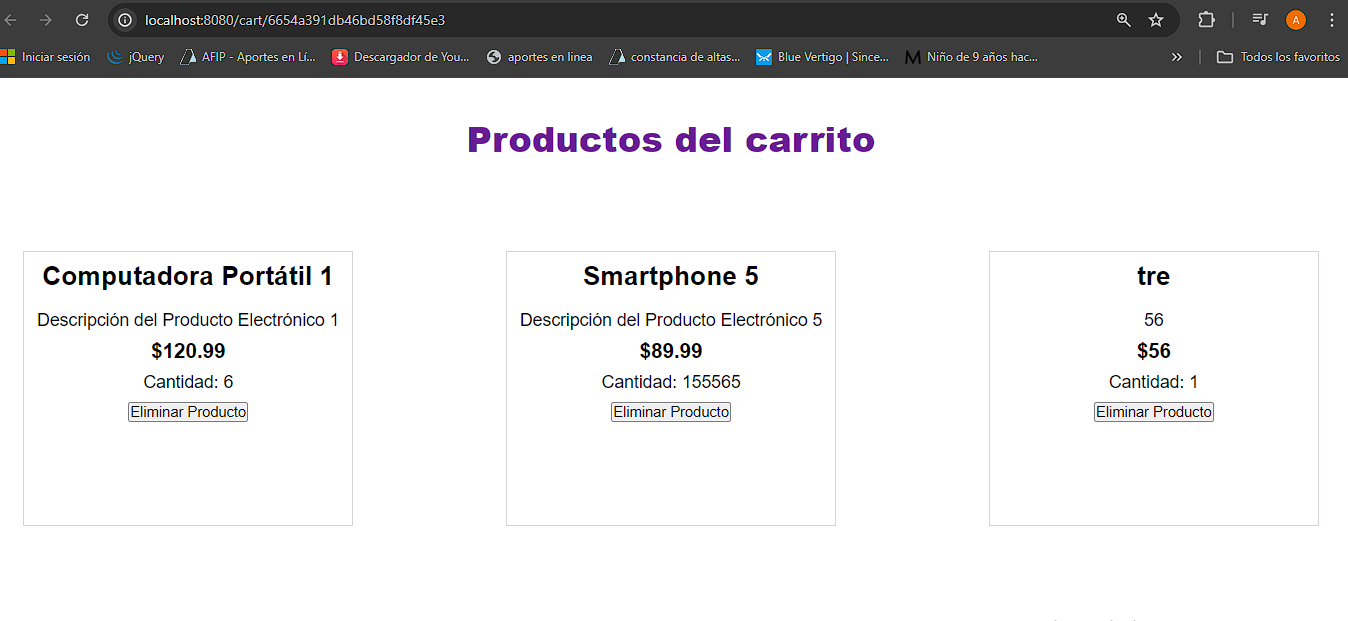 localhost:8080/cart/6654a391db46bd58f8df45e3
A
Iniciar sesión jQuery AFIP - Aportes en Lí... Descargador de You... aportes en linea constancia de altas... Blue Vertigo | Since... Niño de 9 años hac... » Todos los favoritos
Productos del carrito
Computadora Portátil 1
Descripción del Producto Electrónico 1
$120.99
Cantidad: 6
Eliminar Producto
Smartphone 5
Descripción del Producto Electrónico 5
$89.99
Cantidad: 155565
Eliminar Producto
tre
56
$56
Cantidad: 1
Eliminar Producto